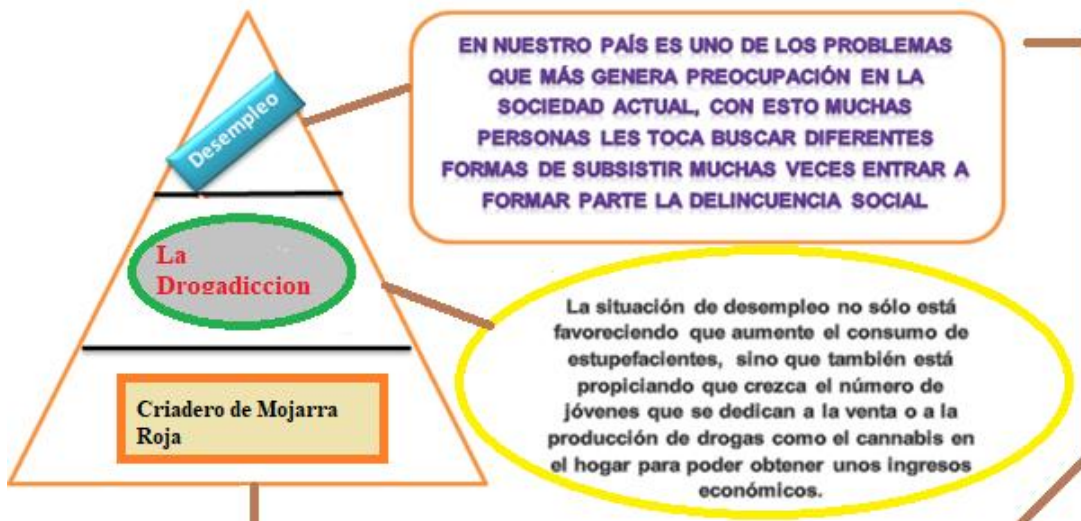 Desempleo
EN NUESTRO PAÍS ES UNO DE LOS PROBLEMAS
QUE MÁS GENERA PREOCUPACIÓN EN LA
SOCIEDAD ACTUAL, CON ESTO MUCHAS
PERSONAS LES TOCA BUSCAR DIFERENTES
FORMAS DE SUBSISTIR MUCHAS VECES ENTRAR A
FORMAR PARTE LA DELINCUENCIA SOCIAL
La
Drogadiccion
La situación de desempleo no sólo está
favoreciendo que aumente el consumo de
estupefacientes, sino que también está
propiciando que crezca el número de
jóvenes que se dedican a la venta o a la
producción de drogas como el cannabis en
el hogar para poder obtener unos ingresos
económicos.
Criadero de Mojarra
Roja